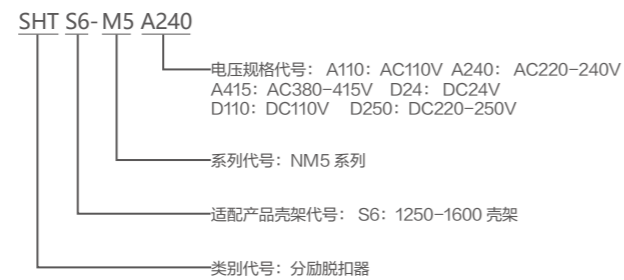 SHT S6-M5 A240
电压规格代号： A110：AC110V A240： AC220-240V
A415：AC380-415V D24：DC24V
D110：DC110V D250：DC220-250V
系列代号：NM5 系列
适配产品壳架代号： S6：1250-1600 壳架
类别代号：分励脱扣器